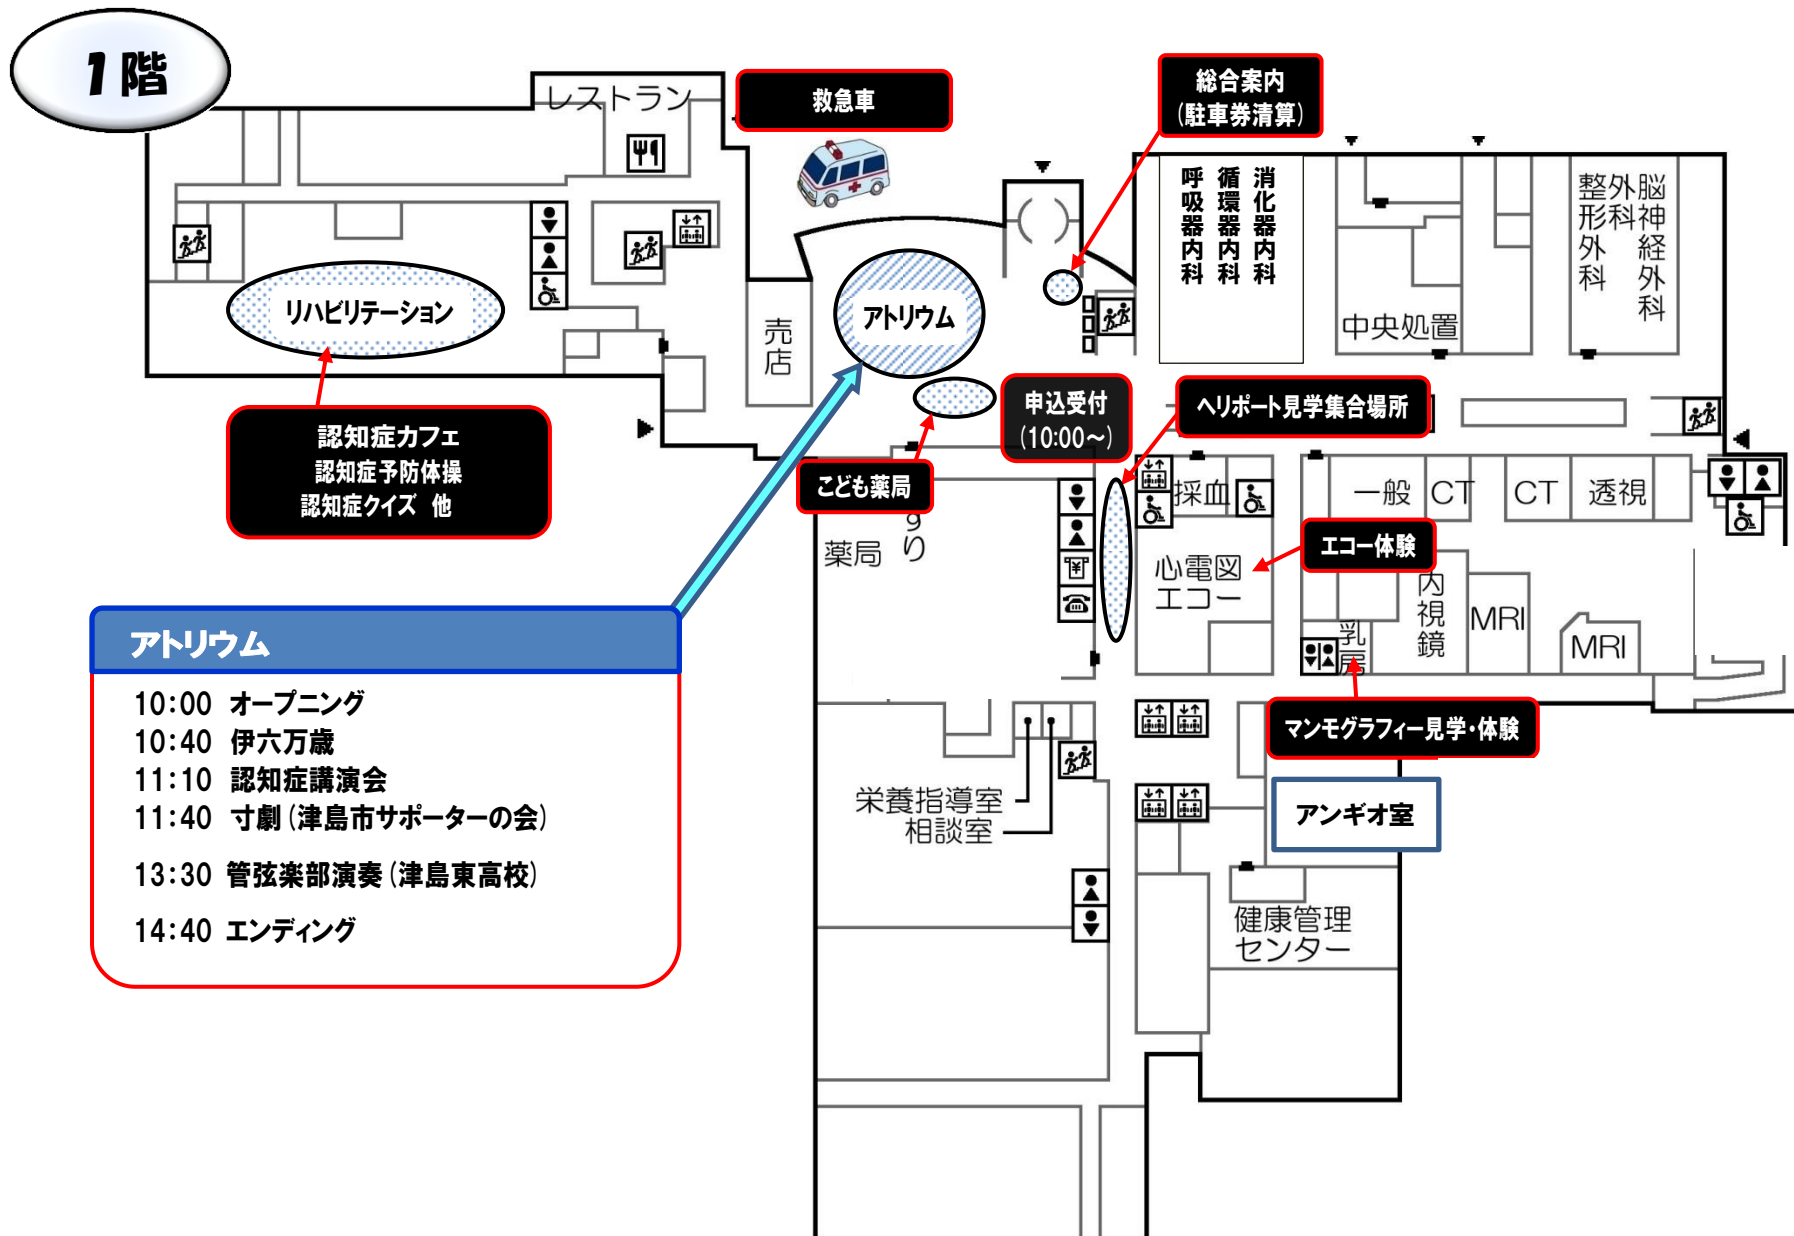 1階
レストラン
救急車
総合案内
(駐車券清算)
呼吸器内科
循環器内科
消化器内科
整形外科
外科
脳神経外科
中央処置
リハビリテーション
売店
アトリウム
認知症カフェ
認知症予防体操
認知症クイズ 他
申込受付
(10:00～)
ヘリポート見学集合場所
こども薬局
薬局
すり
採血
一般
CT
CT
透視
心電図
エコー
エコー体験
内視鏡
MRI
MRI
乳房
マンモグラフィー見学・体験
アンギオ室
栄養指導室
相談室
健康管理
センター
アトリウム
10:00 オープニング
10:40 伊六万歳
11:10 認知症講演会
11:40 寸劇(津島市サポーターの会)
13:30 管弦楽部演奏(津島東高校)
14:40 エンディング